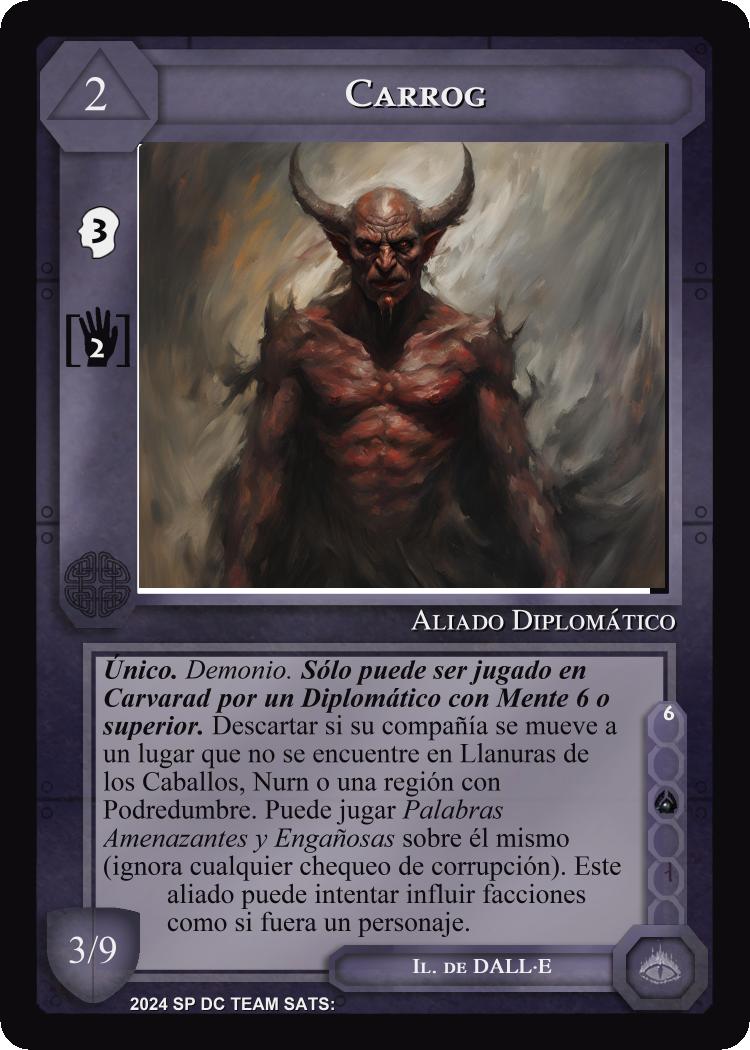 2
Carrog
3
[2]
Aliado Diplomático
Único. Demonio. Sólo puede ser jugado en
Carvarad por un Diplomático con Mente 6 o
superior. Descartar si su compañía se mueve a
un lugar que no se encuentre en Llanuras de
los Caballos, Nurn o una región con
Podredumbre. Puede jugar Palabras
Amenazantes y Engañosas sobre él mismo
(ignora cualquier chequeo de corrupción). Este
aliado puede intentar influir facciones
como si fuera un personaje.
6
1
3/9
Il. de DALL·E
2024 SP DC TEAM SATS: